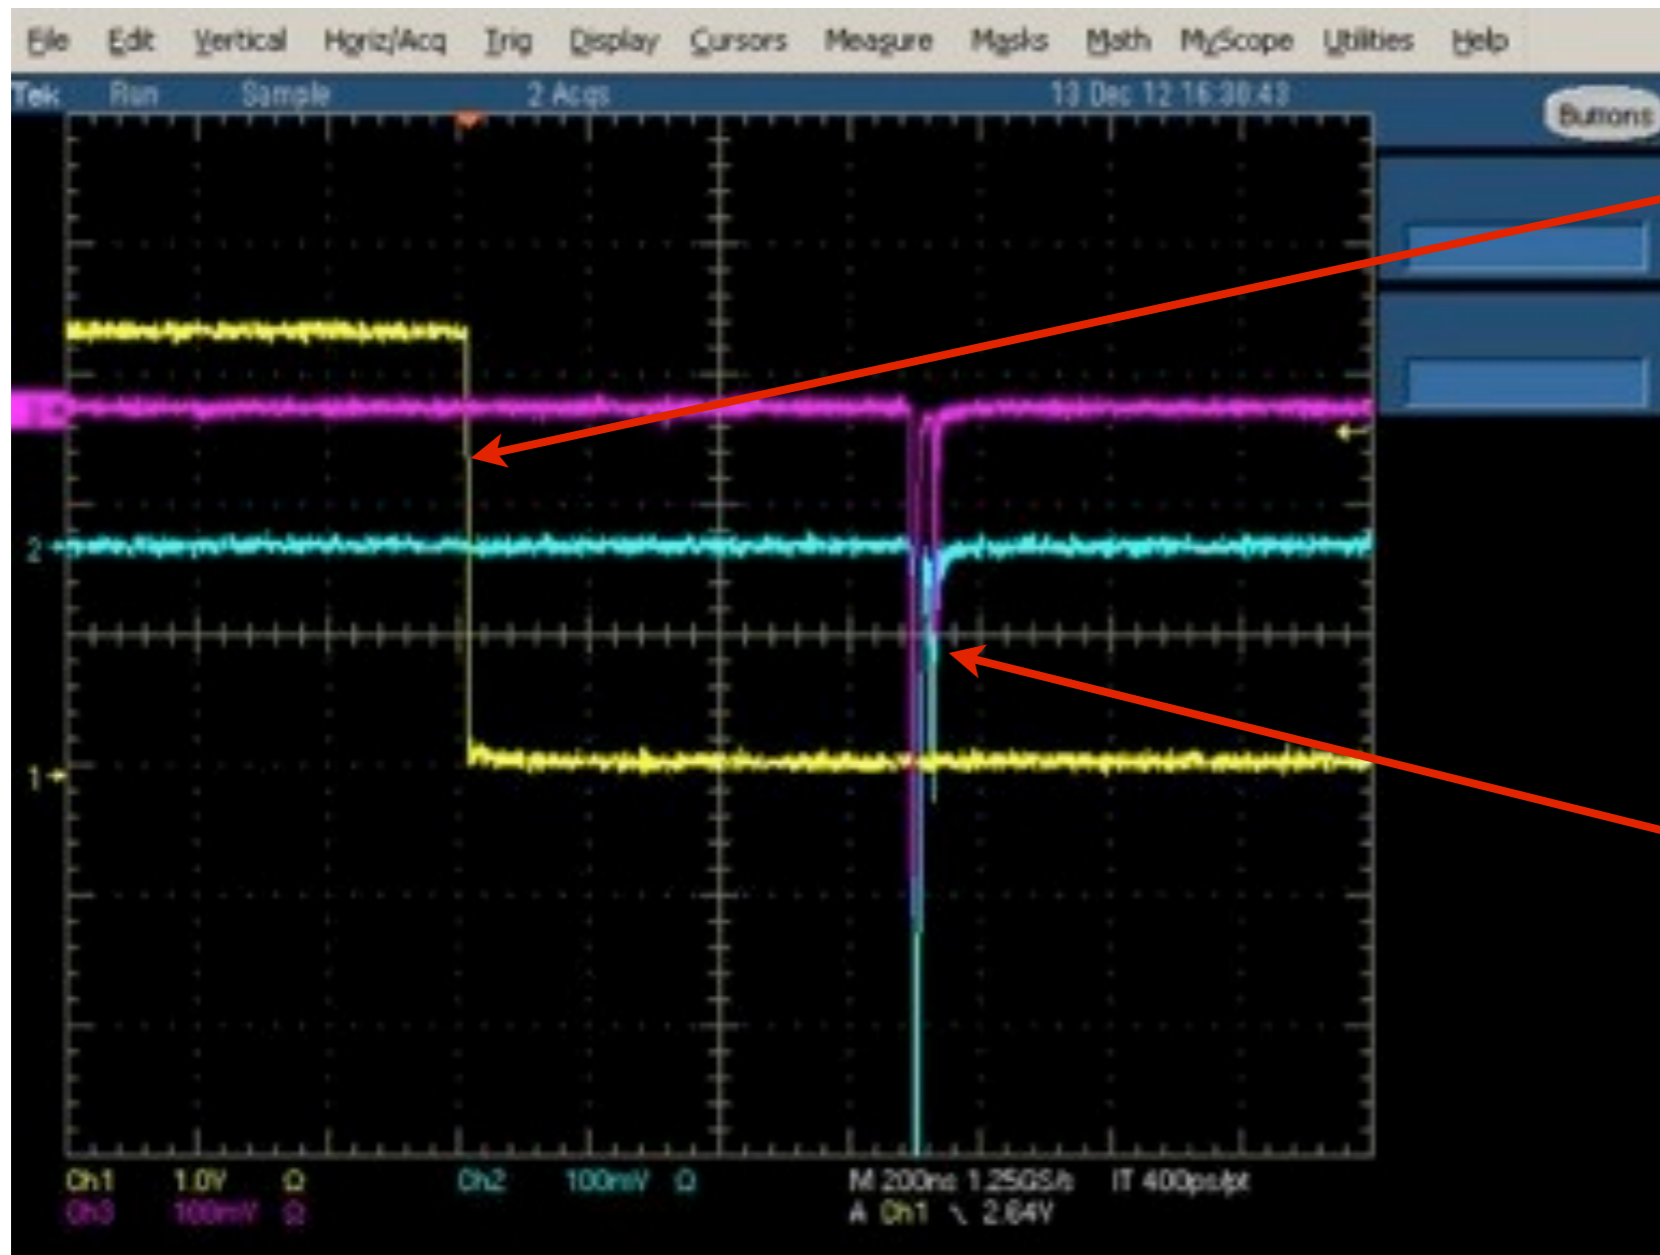 File Edit Vertical Horiz/Acq Trig Display Cursors Measure Masks Math MyScope Utilities Help
Tek Run Sample 2 Acqs 13 Dec 12 16:30:43
Buttons
2
1
Ch1 1.0V Ω Ch2 100mV Ω M 200ns 1.25GS/s IT 400ps/pt
Ch3 100mV Ω A Ch1 \ 2.64V